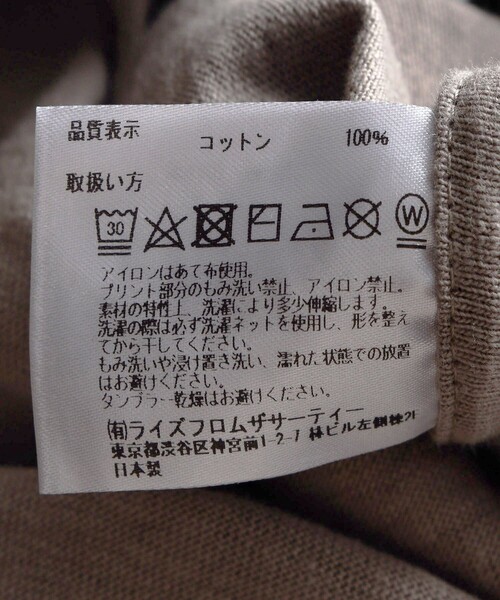 品質表示
コットン 100%
取扱い方
30 W
アイロンはあて布使用。
プリント部分のもみ洗い禁止、アイロン禁止。
素材の特性上、洗濯により多少伸縮します。
洗濯の際は必ず洗濯ネットを使用し、形を整え
てから干してください。
もみ洗いや浸け置き洗い、濡れた状態での放置
はお避けください。
タンブラー乾燥はお避けください。
(有)ライズフロムザサーティー
東京都渋谷区神宮前1-2-7 ビル左側 2F
日本製